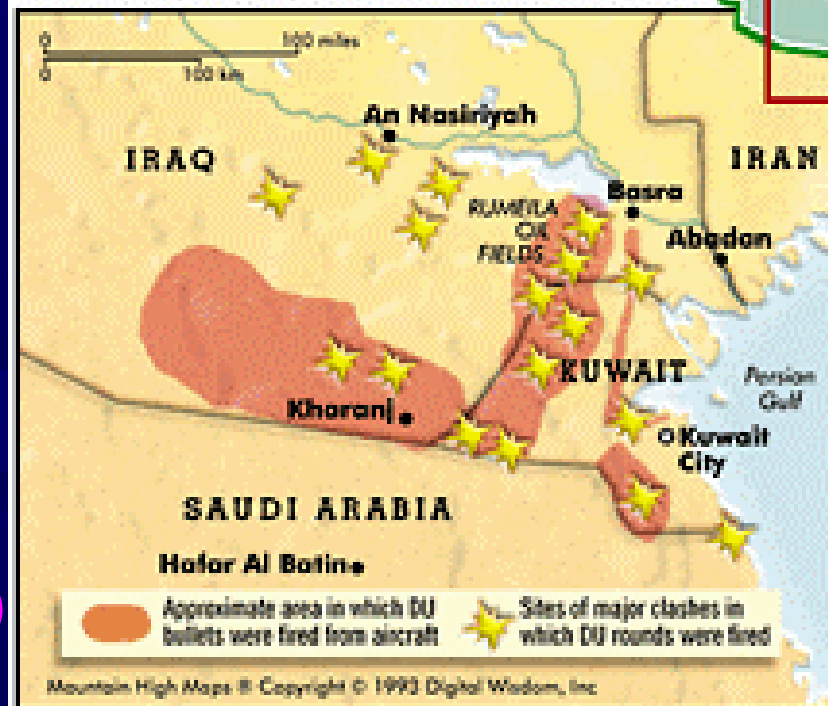 0 100 miles
0 100 km
An Nasiriyah
IRAQ
IRAN
Basra
RUMEILA
OIL
FIELDS
Abadan
KUWAIT
Persian
Gulf
Kharanj
Kuwait
City
SAUDI ARABIA
Hafar Al Batin
Approximate area in which DU
bullets were fired from aircraft
Sites of major clashes in
which DU rounds were fired
Mountain High Maps ® Copyright © 1993 Digital Wisdom, Inc